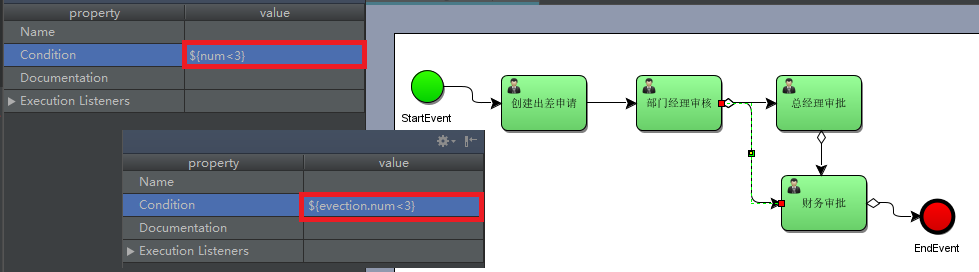 property value
Name
Condition ${num<3}
Documentation
Execution Listeners
property value
Name
Condition ${evection.num<3}
Documentation
Execution Listeners
StartEvent
创建出差申请
部门经理审核
总经理审批
财务审批
EndEvent